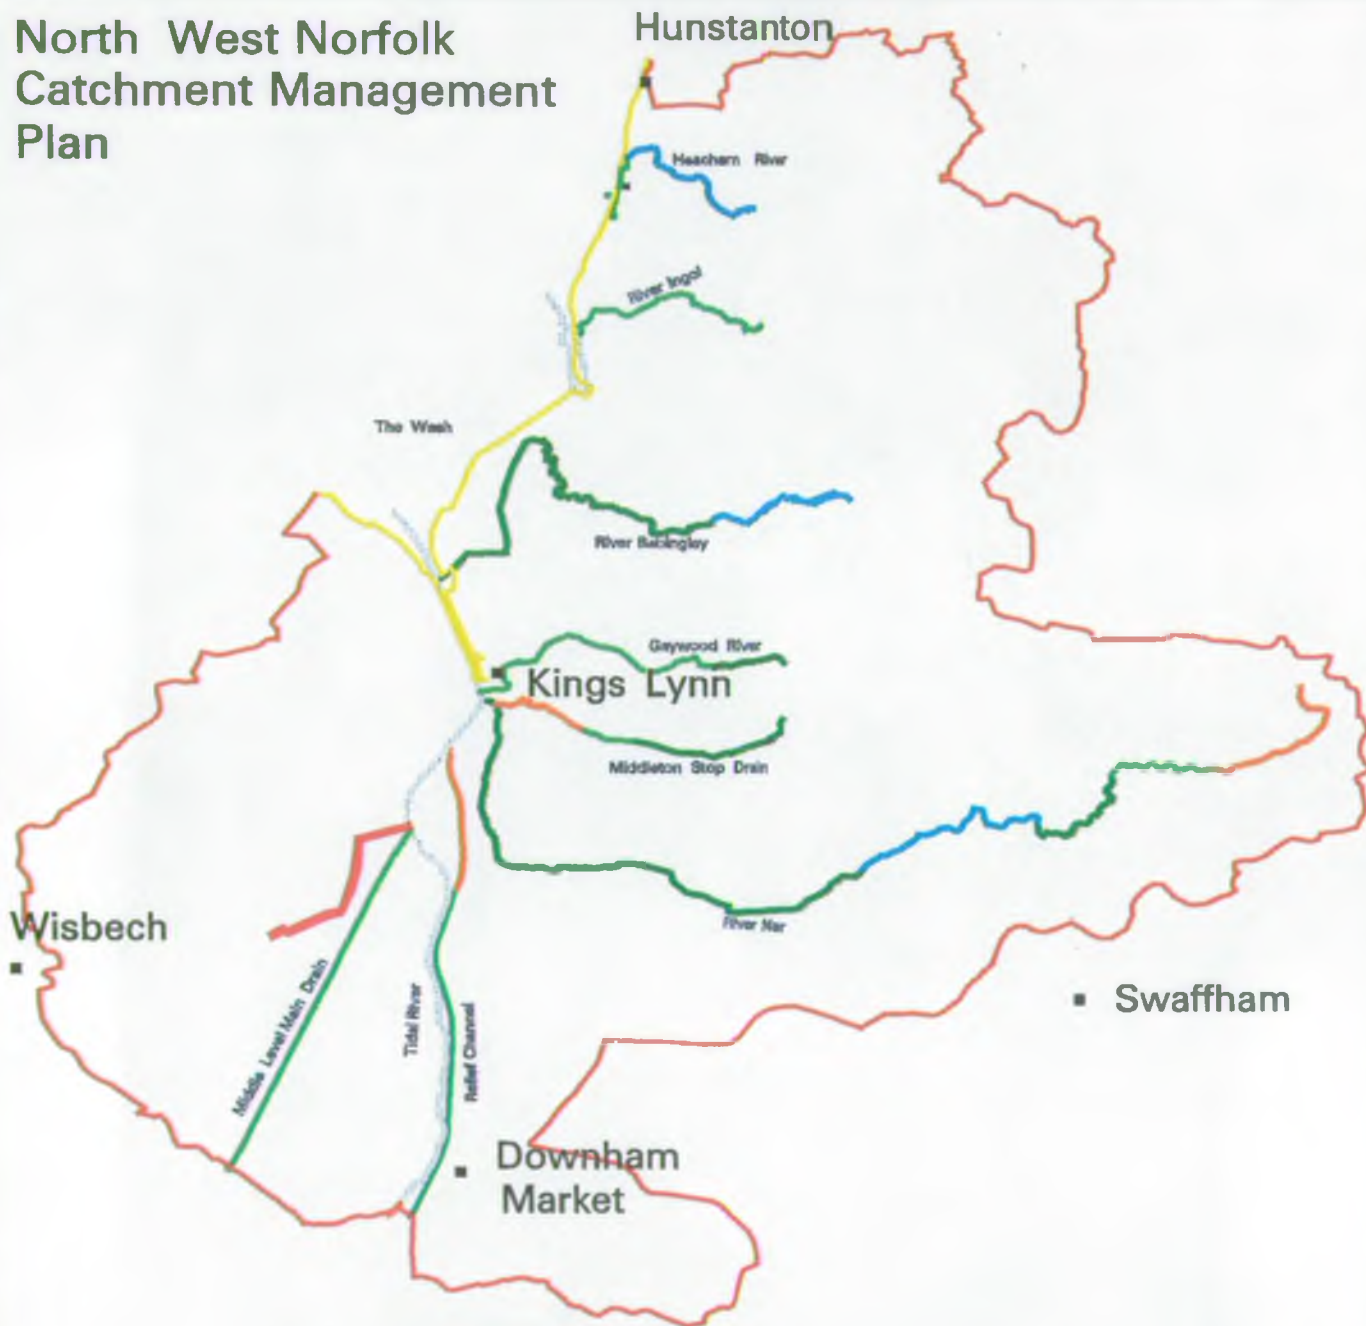 North West Norfolk
Catchment Management
Plan
Hunstanton
Heacham River
River Ingol
The Wash
River Babingley
Gaywood River
Kings Lynn
Middleton Stop Drain
River Nar
Wisbech
Swaffham
Middle Level Main Drain
Tidal River
Relief Channel
Downham
Market